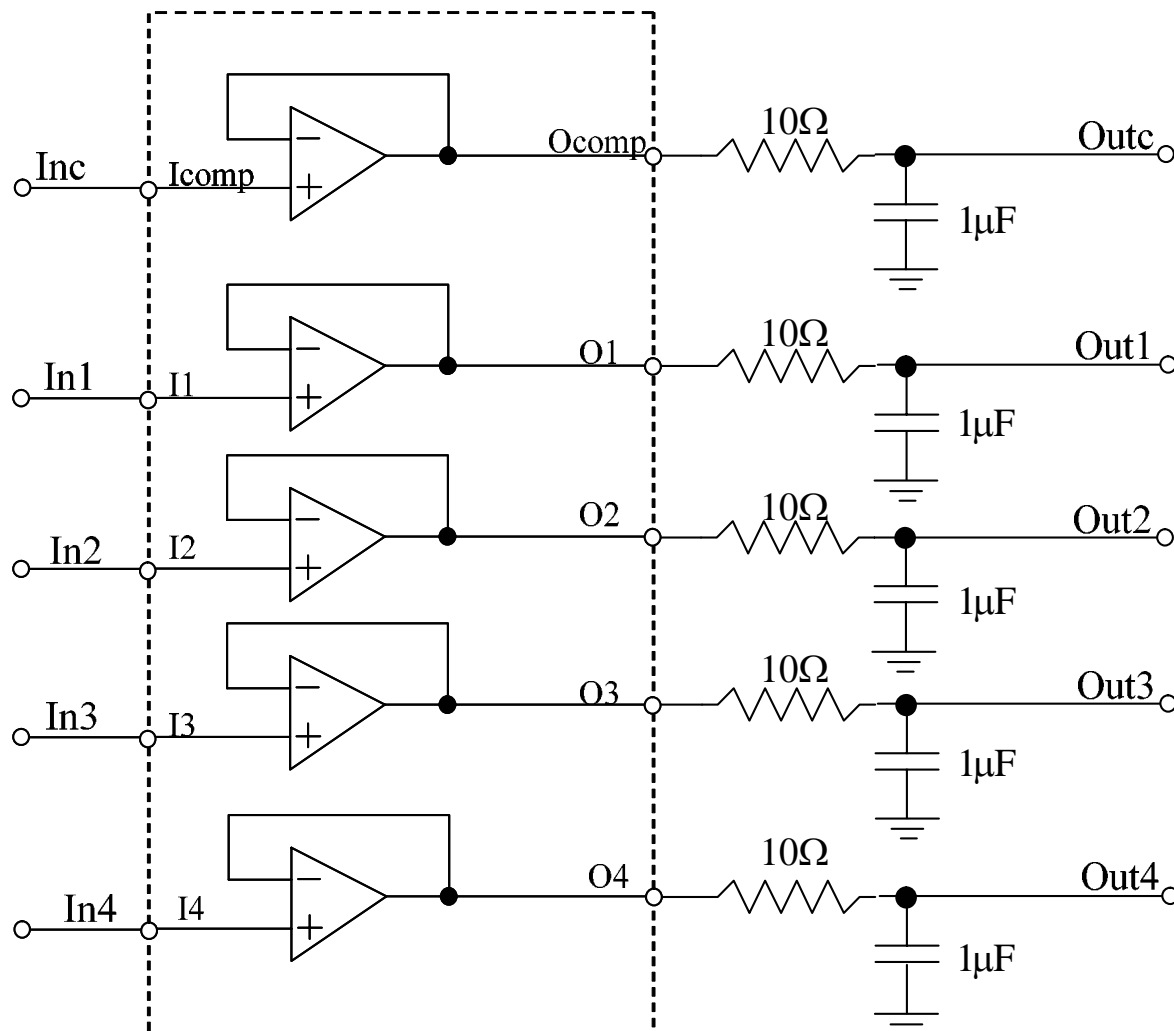 10Ω
Inc
Icomp
−
+
Ocomp
Outc
1µF
10Ω
In1
I1
−
+
O1
Out1
1µF
10Ω
In2
I2
−
+
O2
Out2
1µF
10Ω
In3
I3
−
+
O3
Out3
1µF
10Ω
In4
I4
−
+
O4
Out4
1µF